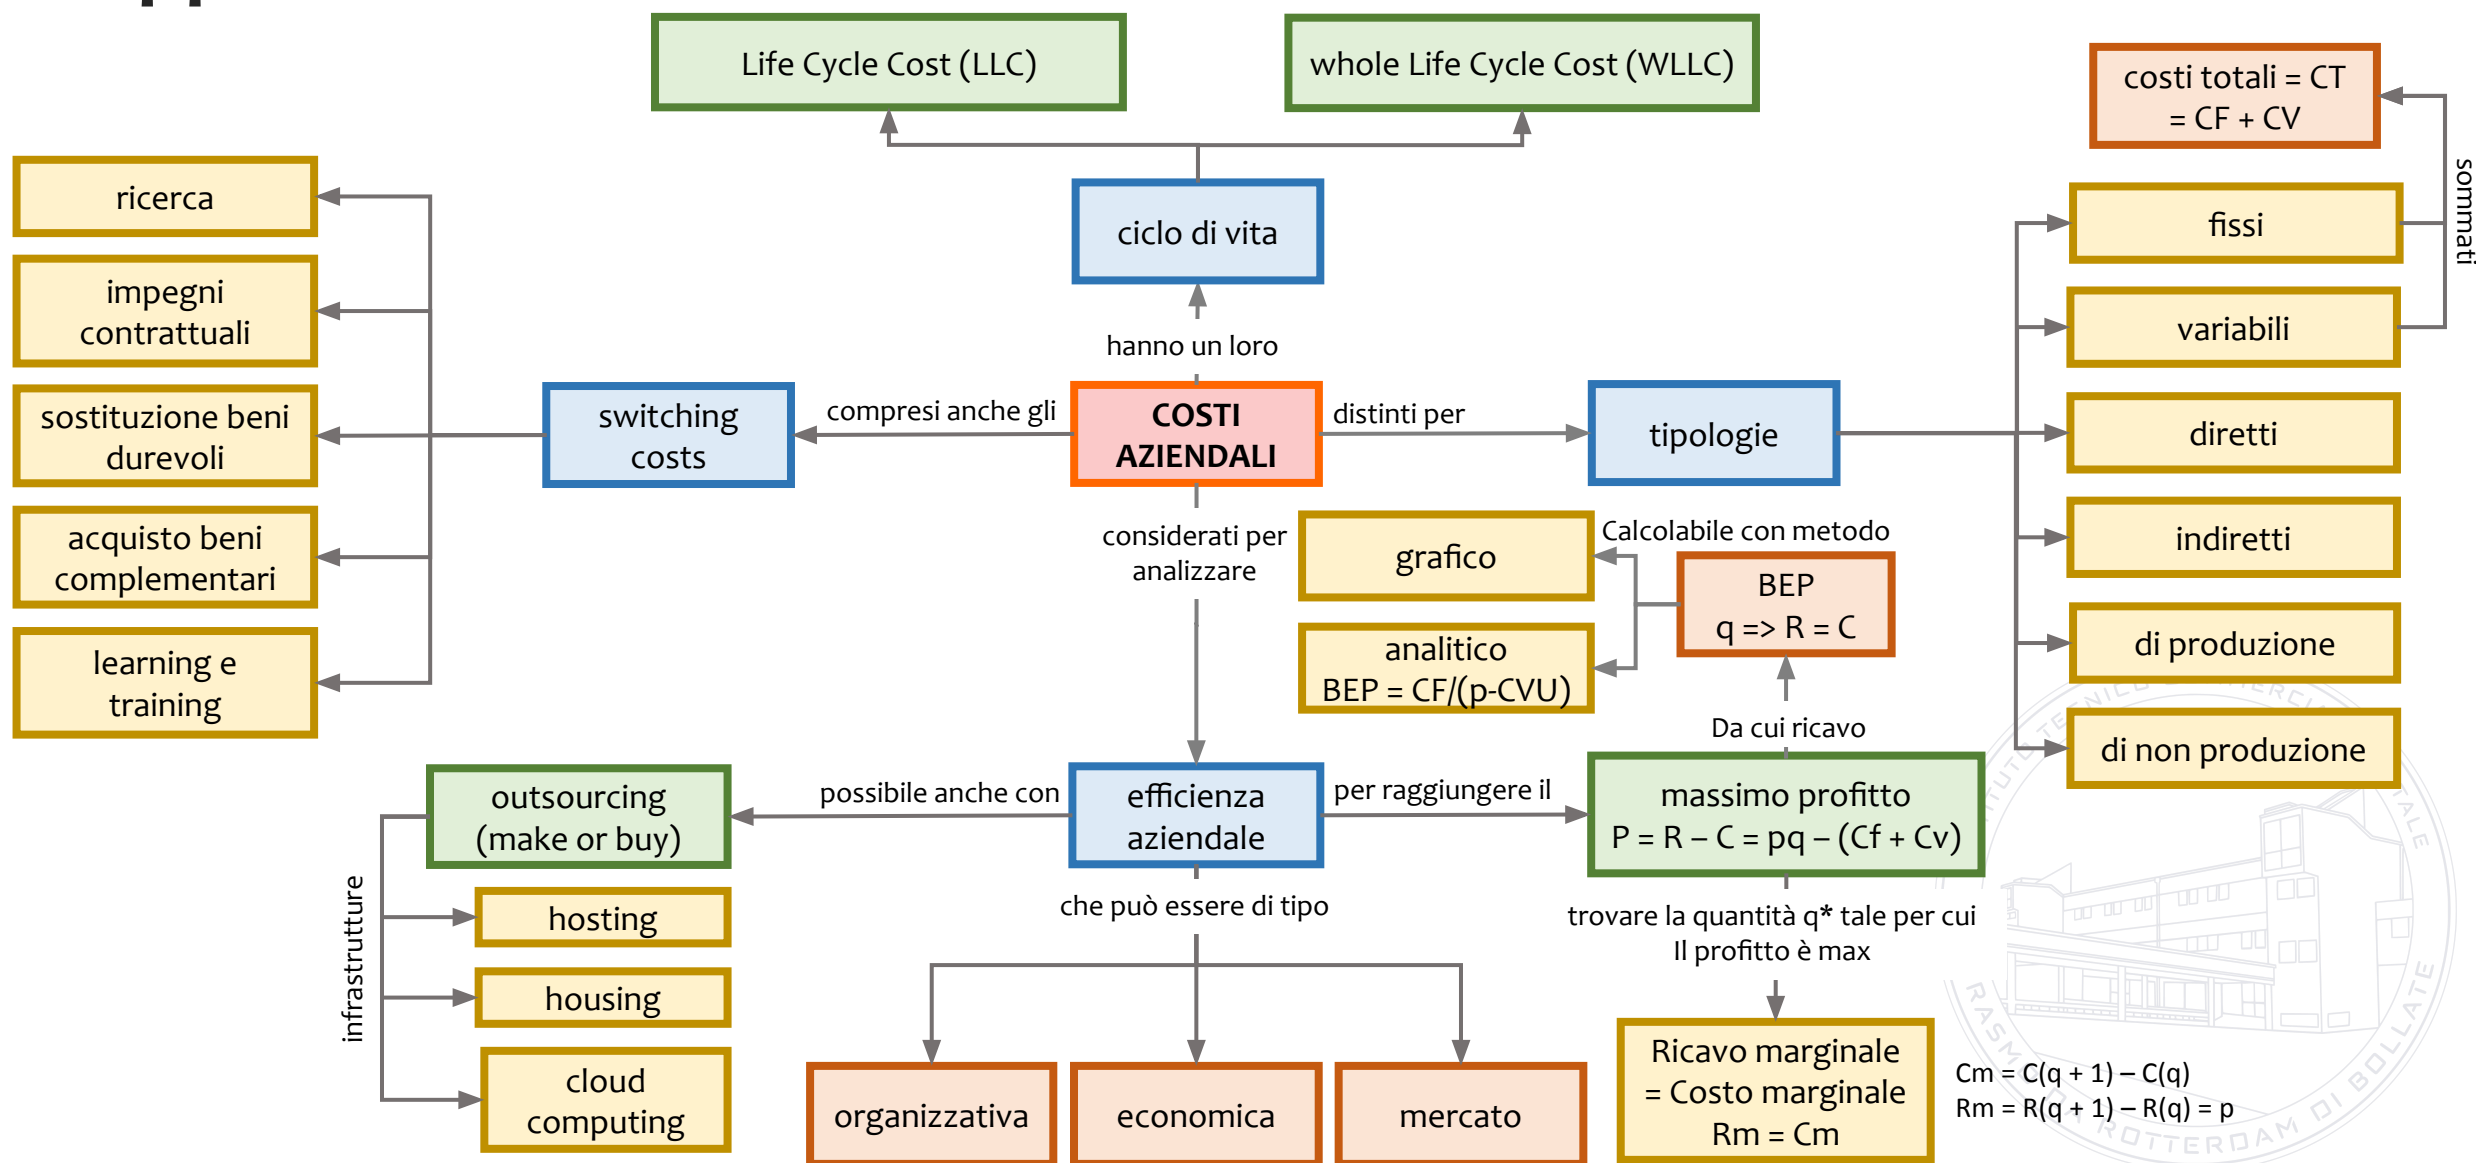 Life Cycle Cost (LLC)
whole Life Cycle Cost (WLLC)
costi totali = CT
= CF + CV
sommati
ricerca
impegni
contrattuali
sostituzione beni
durevoli
acquisto beni
complementari
learning e
training
ciclo di vita
hanno un loro
switching
costs
compresi anche gli
COSTI
AZIENDALI
distinti per
tipologie
fissi
variabili
diretti
indiretti
di produzione
di non produzione
considerati per
analizzare
grafico
Calcolabile con metodo
BEP
q => R = C
analitico
BEP = CF/(p-CVU)
Da cui ricavo
outsourcing
(make or buy)
possibile anche con
efficienza
aziendale
per raggiungere il
massimo profitto
P = R – C = pq – (Cf + Cv)
infrastrutture
hosting
housing
cloud
computing
che può essere di tipo
trovare la quantità q* tale per cui
Il profitto è max
organizzativa
economica
mercato
Ricavo marginale
= Costo marginale
Rm = Cm
Cm = C(q + 1) – C(q)
Rm = R(q + 1) – R(q) = p
ROTTERDAM DI BOLLATE